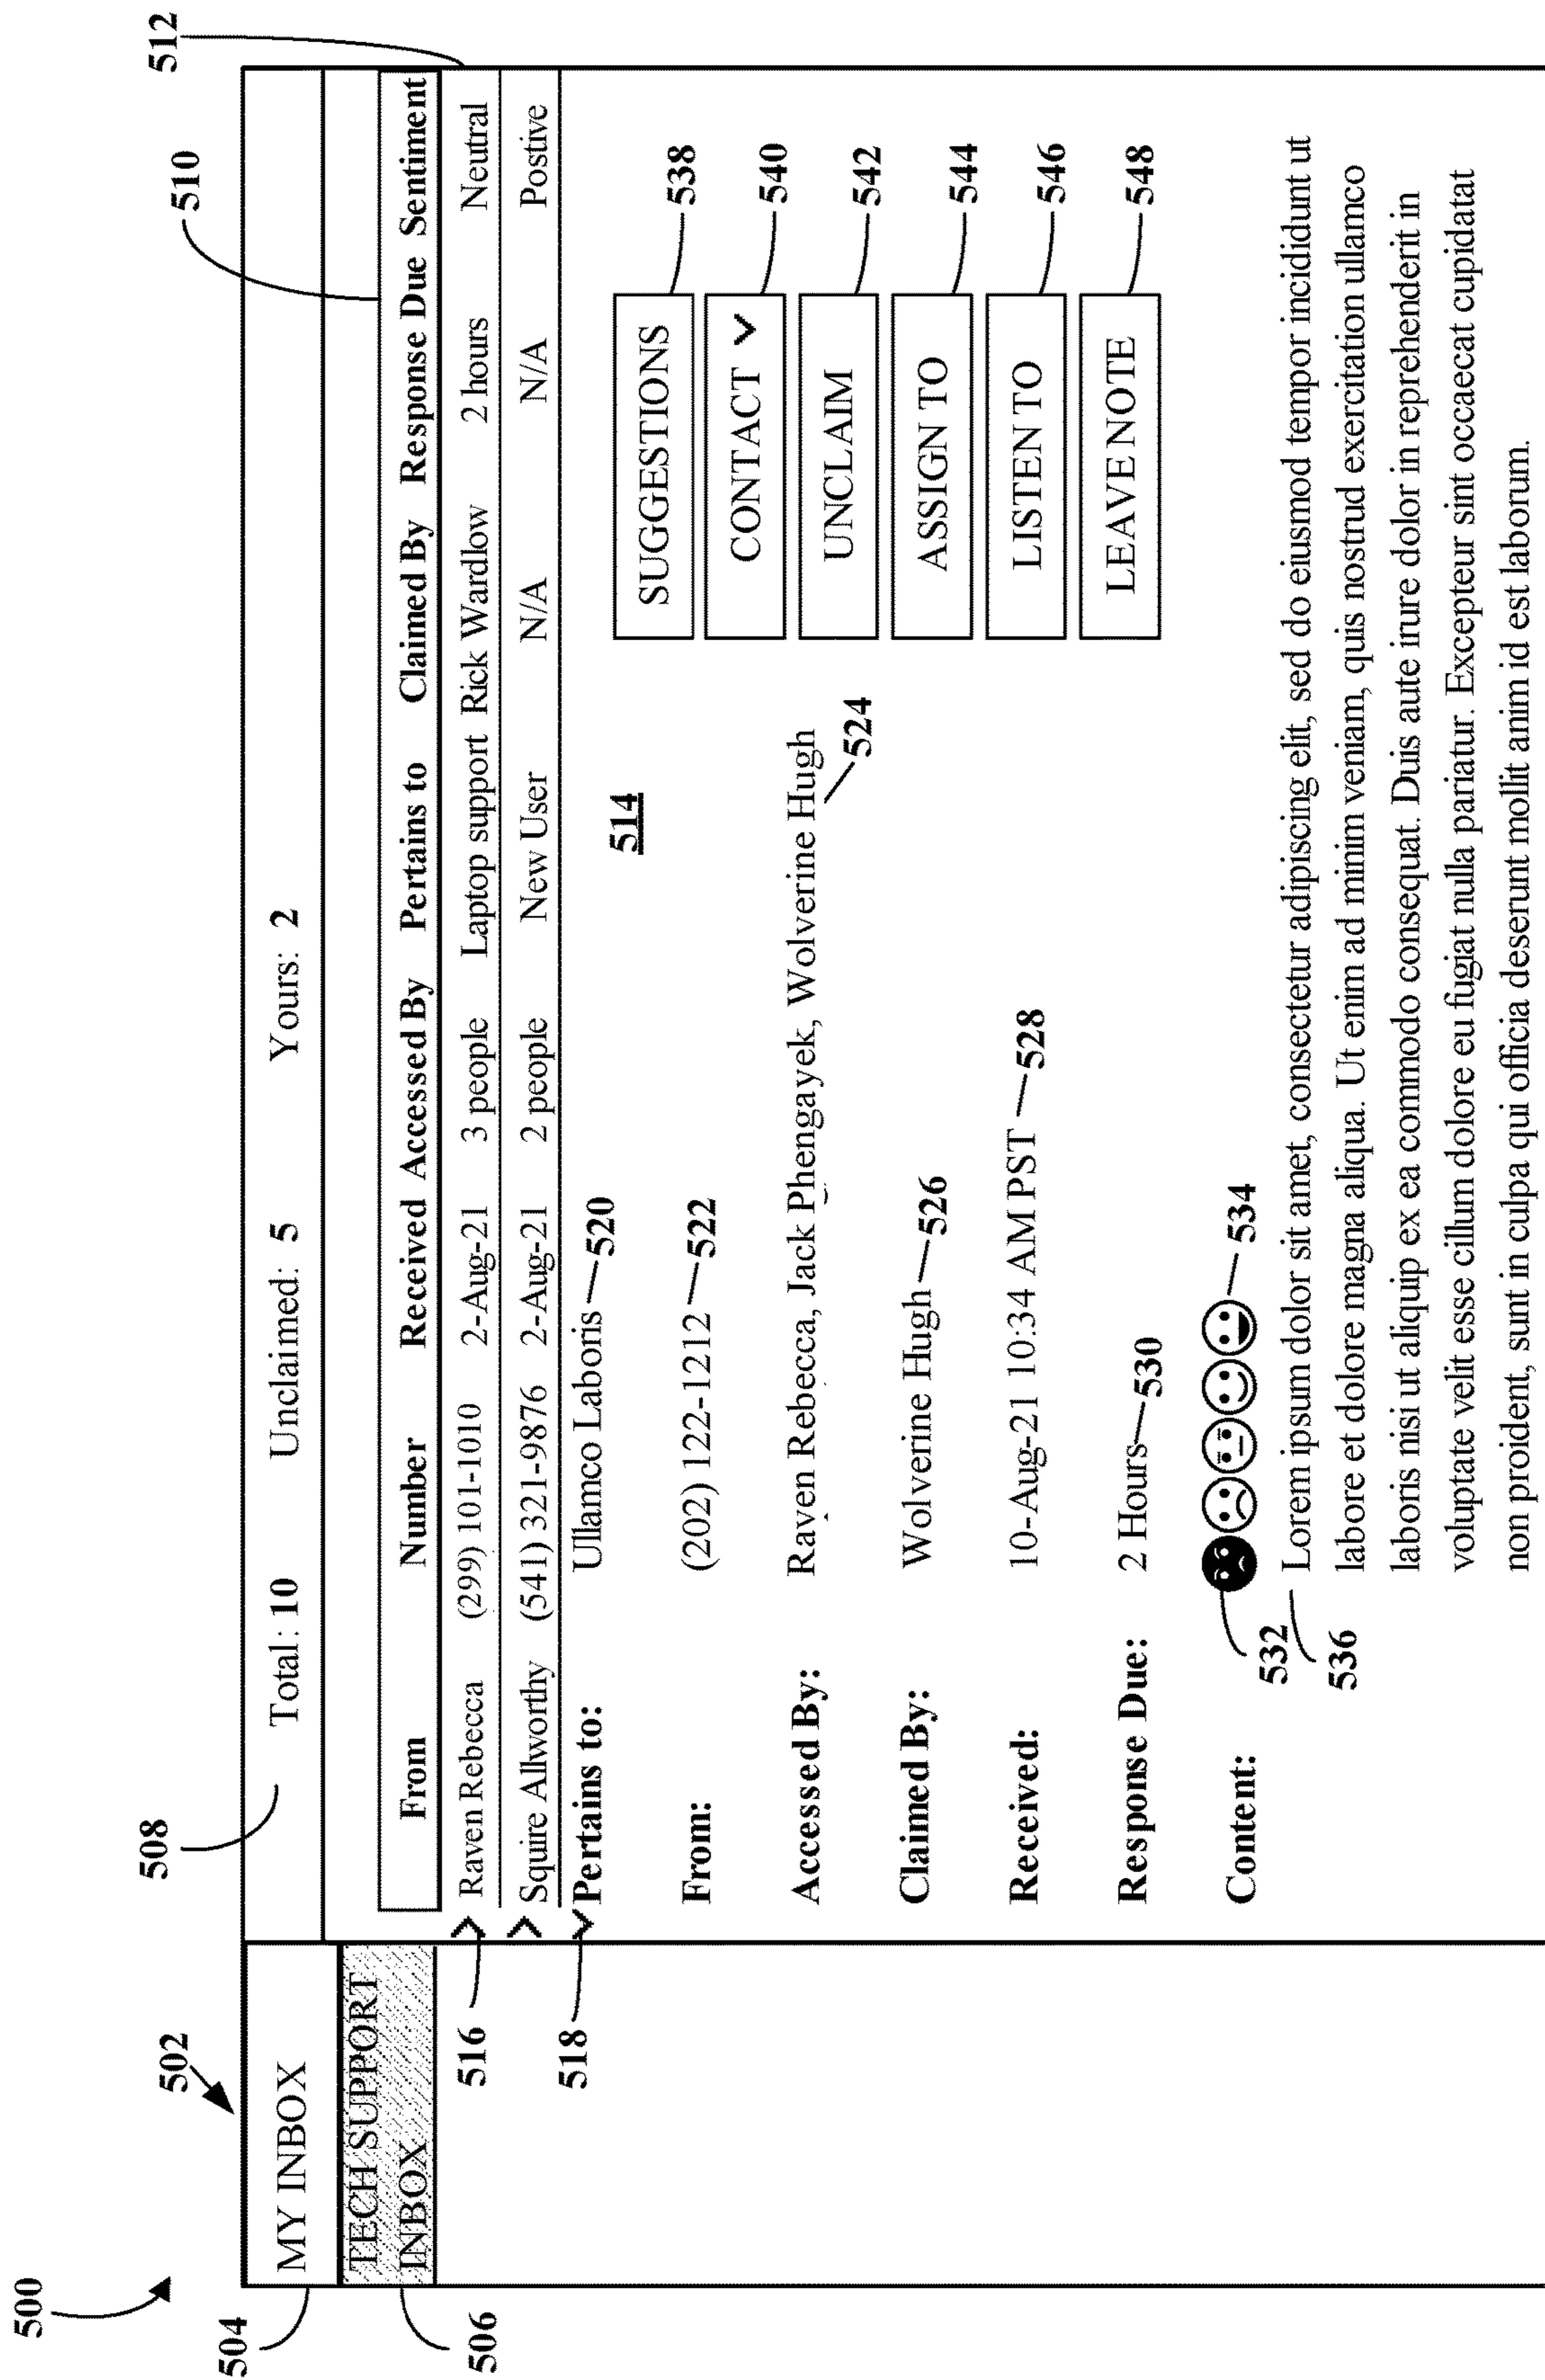 500
502
504
506
508
510
512
MY INBOX
TECH SUPPORT
INBOX
Total: 10 Unclaimed: 5 Yours: 2
From Number Received Accessed By Pertains to Claimed By Response Due Sentiment
Raven Rebecca (299) 101-1010 2-Aug-21 3 people Laptop support Rick Wardlow 2 hours Neutral
Squire Allworthy (541) 321-9876 2-Aug-21 2 people New User N/A N/A Postive
516
518
514
Pertains to: Ullamco Laboris 520
From: (202) 122-1212 522
Accessed By: Raven Rebecca, Jack Phengayek, Wolverine Hugh
524
Claimed By: Wolverine Hugh 526
Received: 10-Aug-21 10:34 AM PST 528
Response Due: 2 Hours 530
SUGGESTIONS 538
CONTACT 540
UNCLAIM 542
ASSIGN TO 544
LISTEN TO 546
LEAVE NOTE 548
Content: 534
532
536
Lorem ipsum dolor sit amet, consectetur adipiscing elit, sed do eiusmod tempor incididunt ut
labore et dolore magna aliqua. Ut enim ad minim veniam, quis nostrud exercitation ullamco
laboris nisi ut aliquip ex ea commodo consequat. Duis aute irure dolor in reprehenderit in
voluptate velit esse cillum dolore eu fugiat nulla pariatur. Excepteur sint occaecat cupidatat
non proident, sunt in culpa qui officia deserunt mollit anim id est laborum.